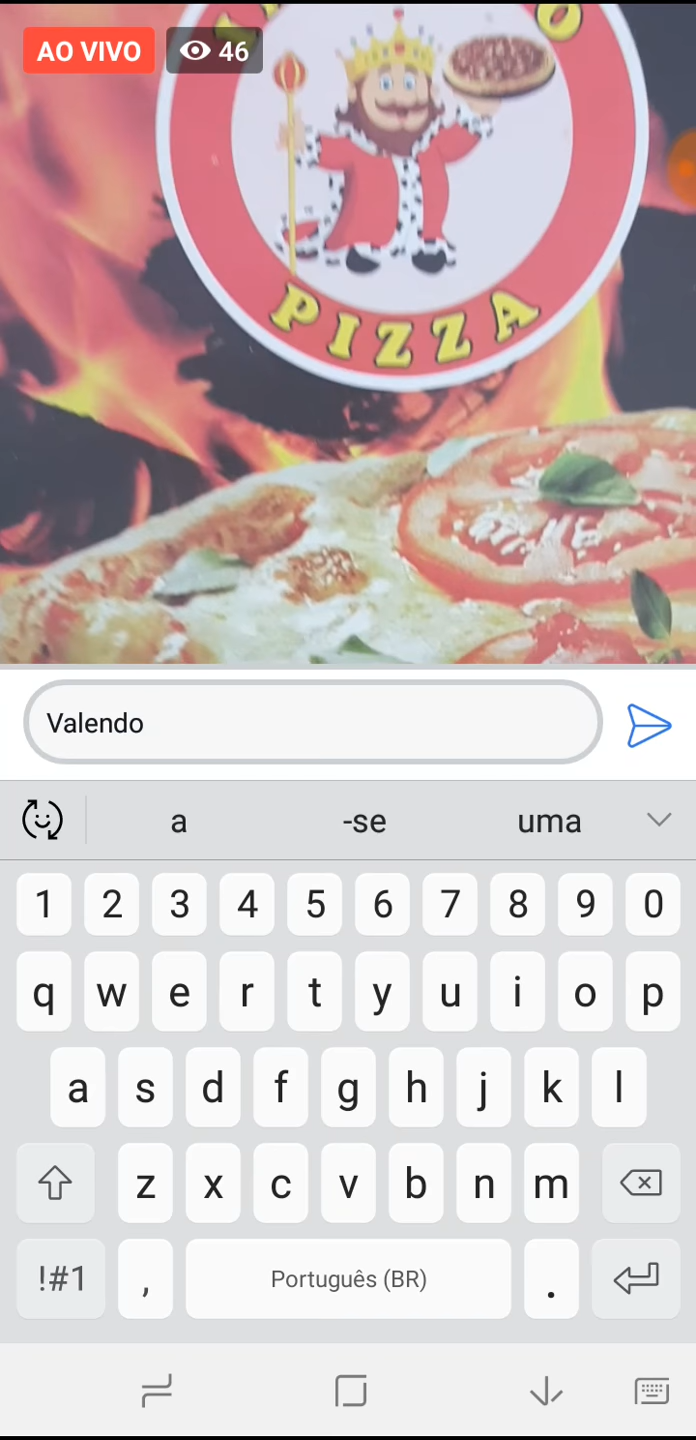 AO VIVO 46
PIZZA
Valendo
a -se uma
1 2 3 4 5 6 7 8 9 0
q w e r t y u i o p
a s d f g h j k l
z x c v b n m
!#1 , Português (BR) .